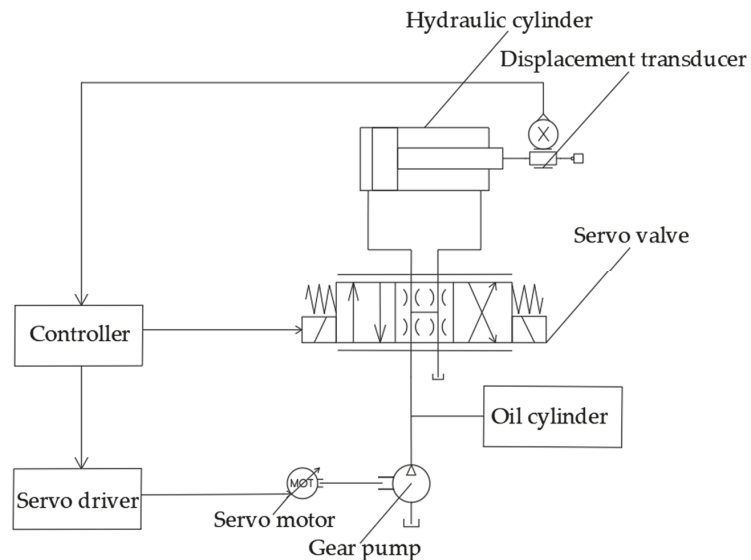 Hydraulic cylinder
Displacement transducer
X
Servo valve
Controller
Oil cylinder
Servo driver
MOT
Servo motor
Gear pump